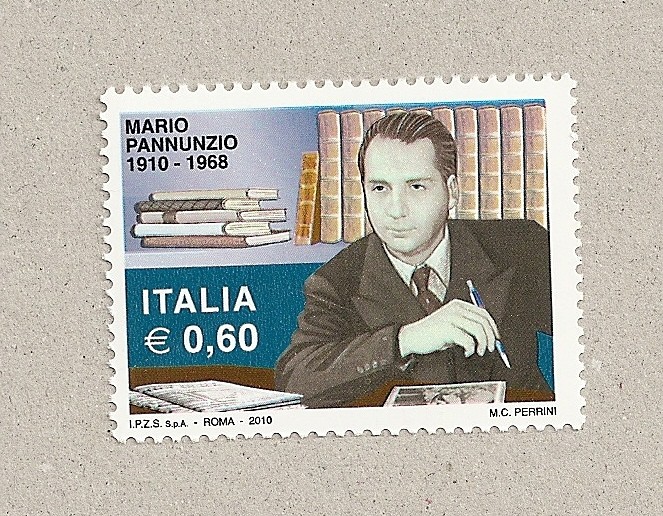 MARIO
PANNUNZIO
1910 - 1968
ITALIA
€ 0,60
I.P.Z.S. S.p.A. - ROMA - 2010
M.C. PERRINI